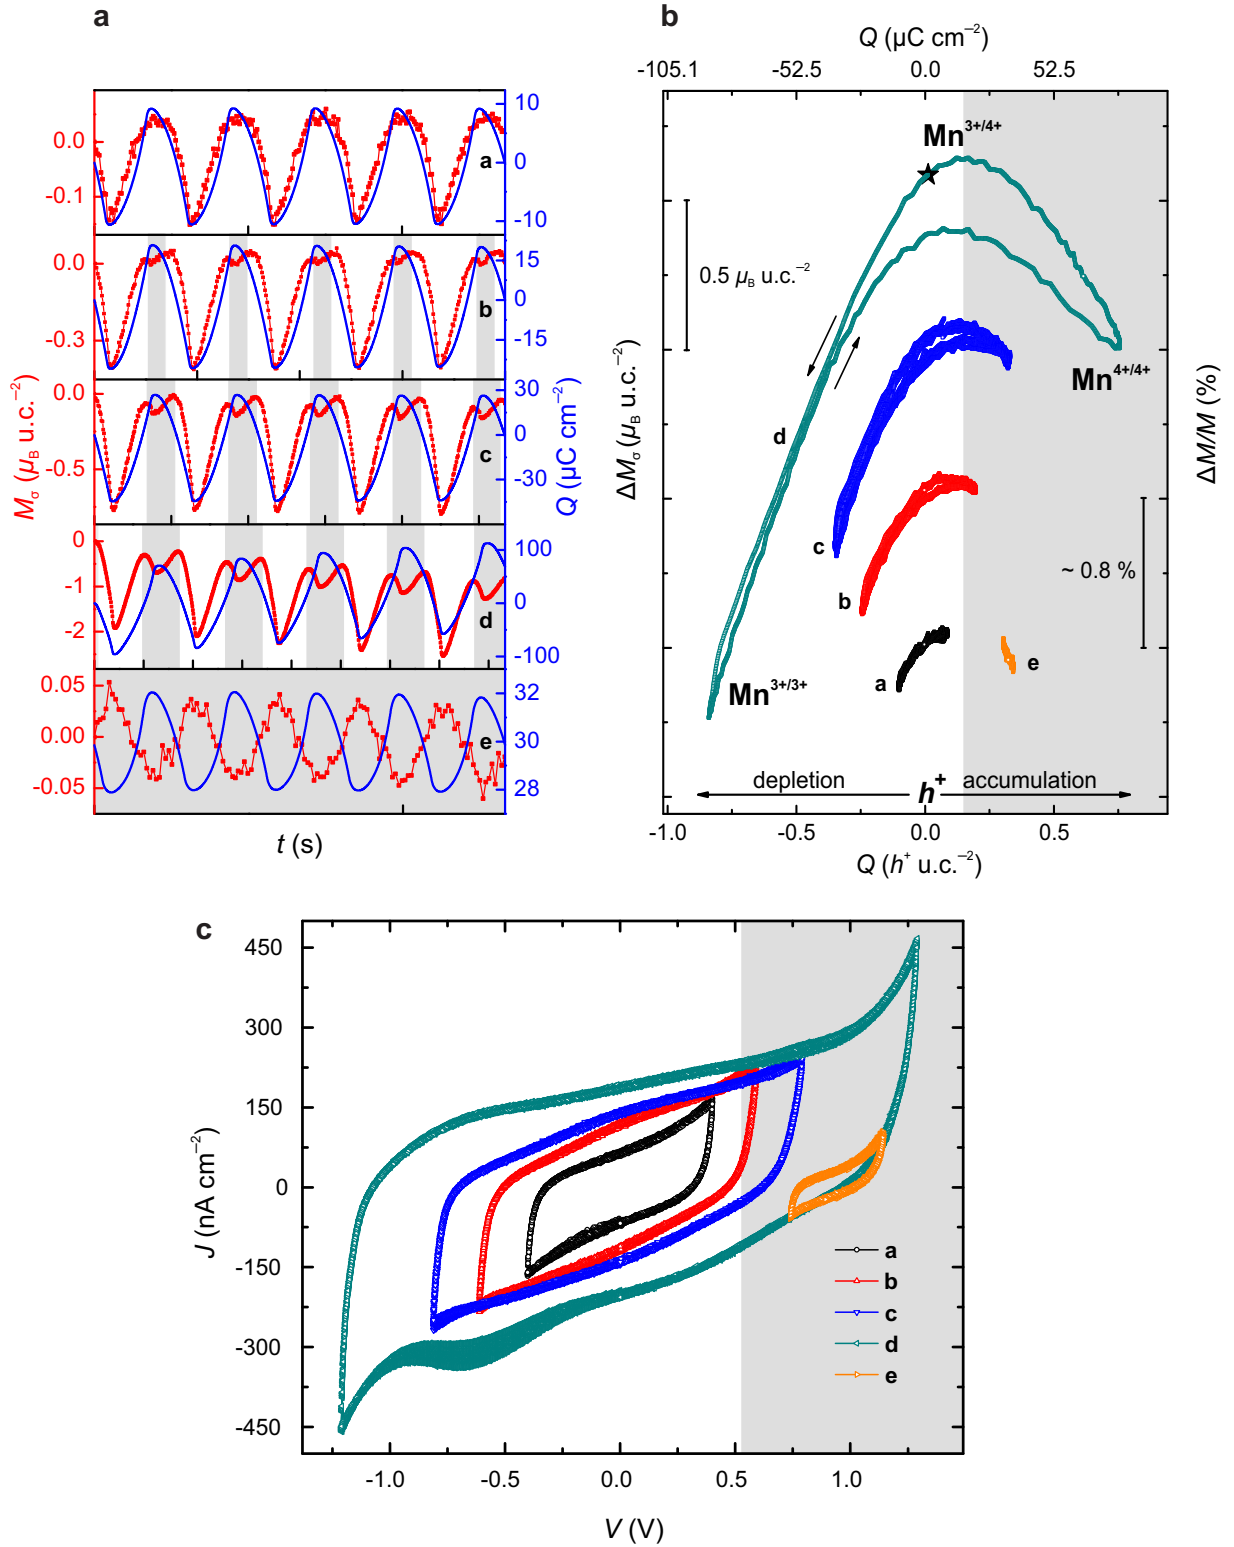 a
0.0
-0.1
10
0
-10
a
0.0
-0.3
15
0
-15
b
0.0
-0.5
30
0
-30
c
0
-1
-2
100
0
-100
d
0.05
0.00
-0.05
32
30
28
e
Mσ (μB u.c.⁻²)
Q (μC cm⁻²)
t (s)
b
Q (μC cm⁻²)
-105.1 -52.5 0.0 52.5
Mn3+/4+
0.5 μB u.c.⁻²
Mn4+/4+
d
c
b
~ 0.8 %
a
e
Mn3+/3+
depletion h⁺ accumulation
-1.0 -0.5 0.0 0.5
Q (h⁺ u.c.⁻²)
ΔMσ (μB u.c.⁻²)
ΔM/M (%)
c
450
300
150
0
-150
-300
-450
J (nA cm⁻²)
a
b
c
d
e
-1.0 -0.5 0.0 0.5 1.0
V (V)